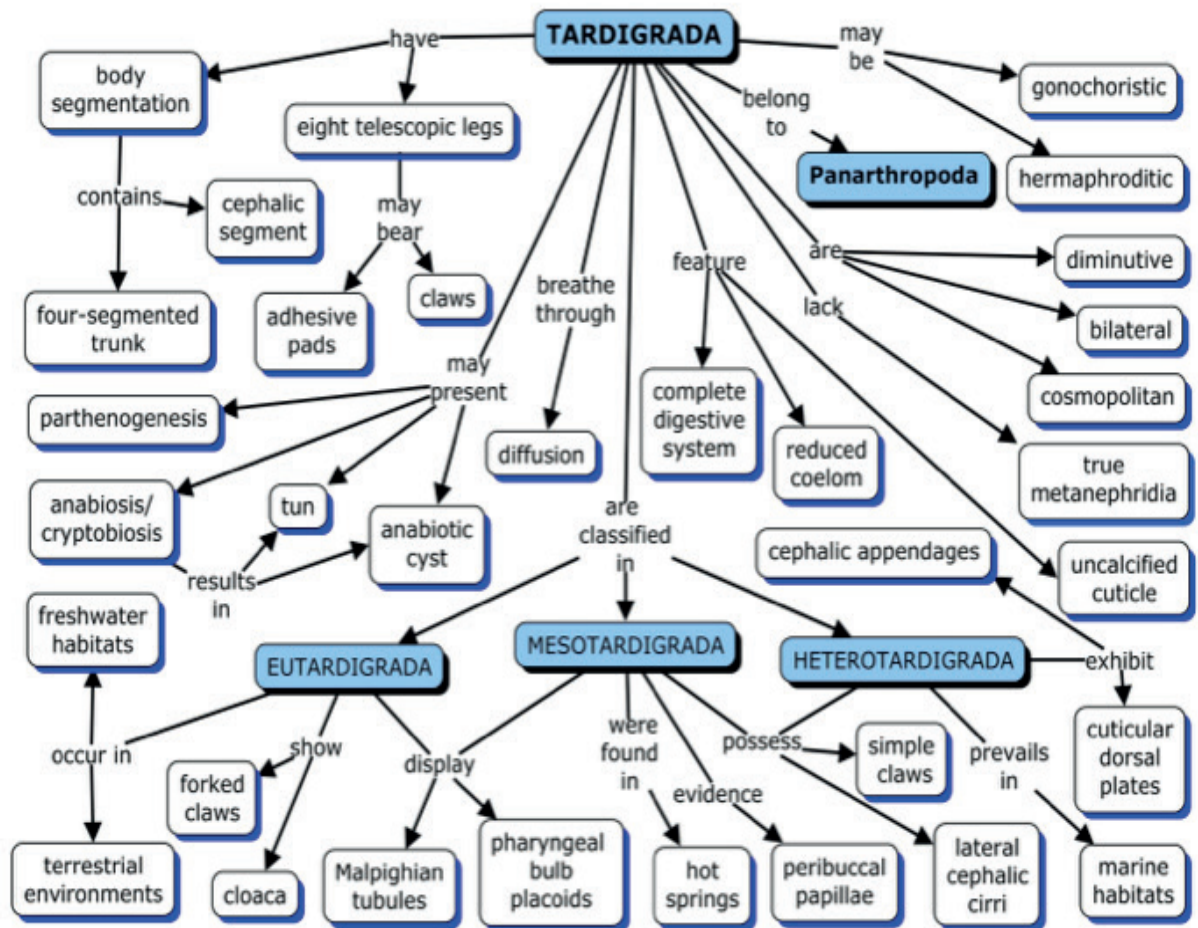 TARDIGRADA
have
may
be
body
segmentation
gonochoristic
belong
to
eight telescopic legs
Panarthropoda
hermaphroditic
contains
cephalic
segment
may
bear
are
diminutive
feature
breathe
through
lack
claws
adhesive
pads
four-segmented
trunk
bilateral
may
present
cosmopolitan
complete
digestive
system
parthenogenesis
diffusion
reduced
coelom
true
metanephridia
anabiosis/
cryptobiosis
tun
anabiotic
cyst
are
classified
in
cephalic appendages
uncalcified
cuticle
results
in
freshwater
habitats
EUTARDIGRADA
MESOTARDIGRADA
HETEROTARDIGRADA
exhibit
occur in
show
display
were
found
in
possess
simple
claws
prevails
in
cuticular
dorsal
plates
forked
claws
evidence
terrestrial
environments
cloaca
Malpighian
tubules
pharyngeal
bulb
placoids
hot
springs
peribuccal
papillae
lateral
cephalic
cirri
marine
habitats